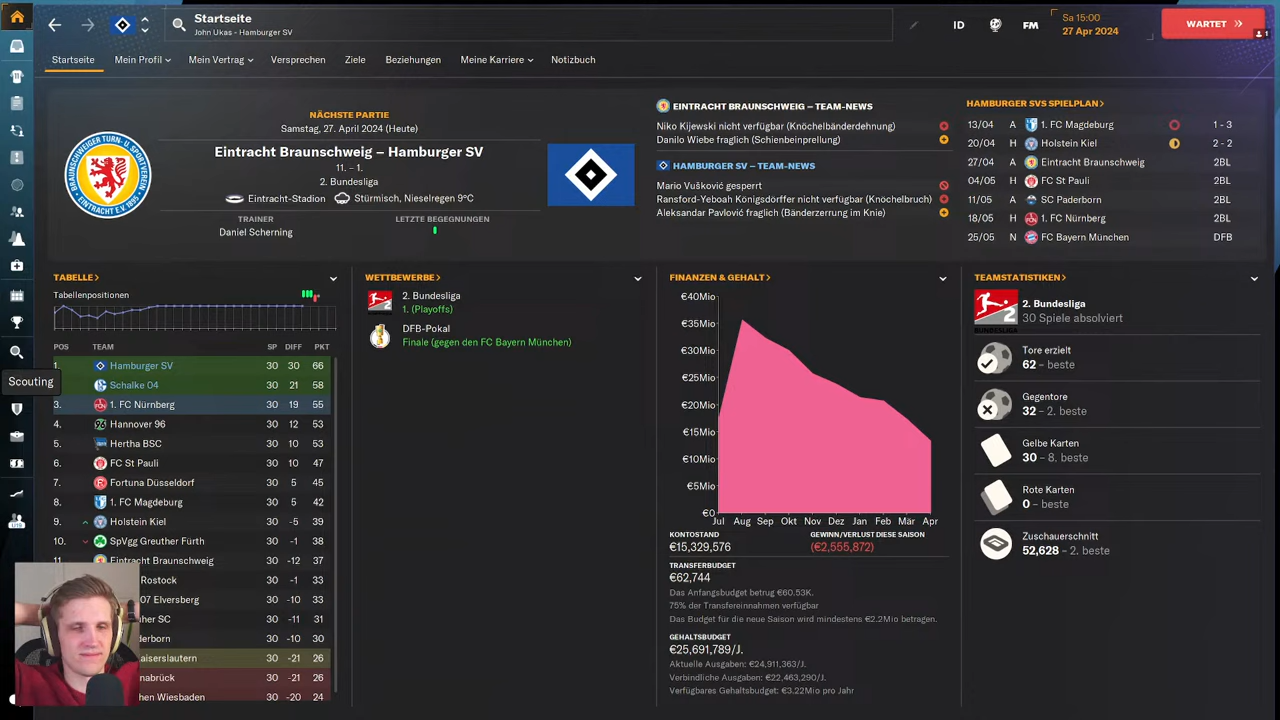 Startseite
John Ukas - Hamburger SV
ID
FM
Sa 15:00
27 Apr 2024
WARTET
1
Startseite
Mein Profil
Mein Vertrag
Versprechen
Ziele
Beziehungen
Meine Karriere
Notizbuch
NÄCHSTE PARTIE
Samstag, 27. April 2024 (Heute)
Eintracht Braunschweig – Hamburger SV
11. – 1.
2. Bundesliga
Eintracht-Stadion
Stürmisch, Nieselregen 9°C
TRAINER
Daniel Scherning
LETZTE BEGEGNUNGEN
EINTRACHT BRAUNSCHWEIG – TEAM-NEWS
Niko Kijewski nicht verfügbar (Knöchelbänderdehnung)
Danilo Wiebe fraglich (Schienbeinprellung)
HAMBURGER SV – TEAM-NEWS
Mario Vušković gesperrt
Ransford-Yeboah Königsdörffer nicht verfügbar (Knöchelbruch)
Aleksandar Pavlović fraglich (Bänderzerrung im Knie)
HAMBURGER SVS SPIELPLAN
13/04 A 1. FC Magdeburg 1 - 3
20/04 H Holstein Kiel 2 - 2
27/04 A Eintracht Braunschweig 2BL
04/05 H FC St Pauli 2BL
11/05 A SC Paderborn 2BL
18/05 H 1. FC Nürnberg 2BL
25/05 N FC Bayern München DFB
TABELLE
Tabellenpositionen
POS TEAM SP DIFF PKT
1. Hamburger SV 30 30 66
Schalke 04 30 21 58
3. 1. FC Nürnberg 30 19 55
4. Hannover 96 30 12 53
5. Hertha BSC 30 10 53
6. FC St Pauli 30 10 47
7. Fortuna Düsseldorf 30 5 45
8. 1. FC Magdeburg 30 5 42
9. Holstein Kiel 30 -5 39
10. SpVgg Greuther Fürth 30 -1 38
11. Eintracht Braunschweig 30 -7 34
Rostock 30 -1 33
07 Elversberg 30 -10 33
her SC 30 -11 31
derborn 30 -10 30
aiserslautern 30 -21 26
nabrück 30 -21 26
hen Wiesbaden 30 -20 24
Scouting
WETTBEWERBE
2. Bundesliga
1. (Playoffs)
DFB-Pokal
Finale (gegen den FC Bayern München)
FINANZEN & GEHALT
€40Mio
€35Mio
€30Mio
€25Mio
€20Mio
€15Mio
€10Mio
€5Mio
€0
Jul Aug Sep Okt Nov Dez Jan Feb Mär Apr
KONTOSTAND
€15,329,576
GEWINN/VERLUST DIESE SAISON
(€2,555,872)
TRANSFERBUDGET
€62,744
Das Anfangsbudget betrug €60.53K.
75% der Transfereinnahmen verfügbar
Das Budget für die neue Saison wird mindestens €2.2Mio betragen.
GEHALTSBUDGET
€25,691,789/J.
Aktuelle Ausgaben: €24,911,363/J.
Verbindliche Ausgaben: €22,463,290/J.
Verfügbares Gehaltsbudget: €3.22Mio pro Jahr
TEAMSTATISTIKEN
2. Bundesliga
30 Spiele absolviert
Tore erzielt
62 – beste
Gegentore
32 – 2. beste
Gelbe Karten
30 – 8. beste
Rote Karten
0 – beste
Zuschauerschnitt
52,628 – 2. beste